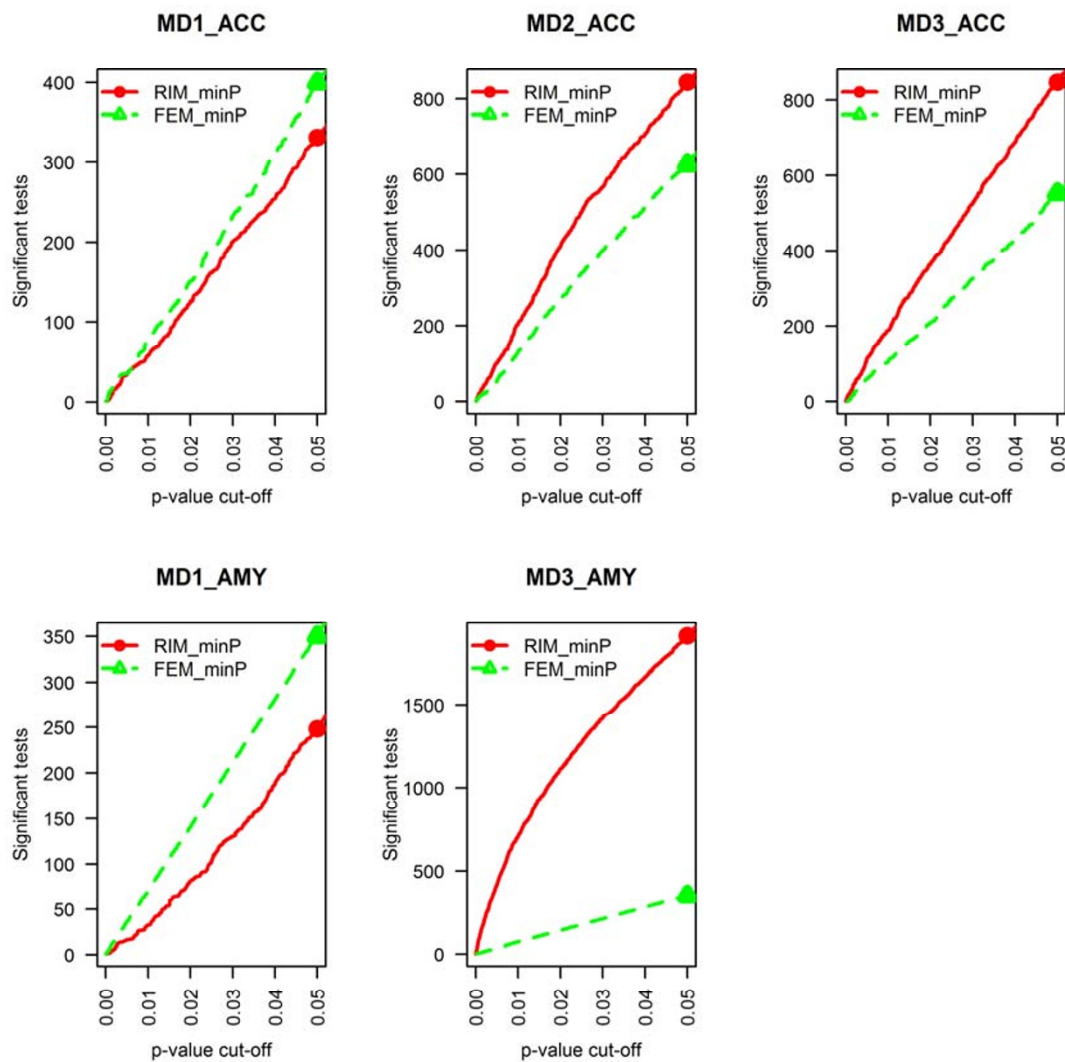 MD1_ACC
RIM_minP
FEM_minP
Significant tests
400
300
200
100
0
0.00
0.01
0.02
0.03
0.04
0.05
p-value cut-off
MD2_ACC
RIM_minP
FEM_minP
Significant tests
800
600
400
200
0
0.00
0.01
0.02
0.03
0.04
0.05
p-value cut-off
MD3_ACC
RIM_minP
FEM_minP
Significant tests
800
600
400
200
0
0.00
0.01
0.02
0.03
0.04
0.05
p-value cut-off
MD1_AMY
RIM_minP
FEM_minP
Significant tests
350
300
250
200
150
100
50
0
0.00
0.01
0.02
0.03
0.04
0.05
p-value cut-off
MD3_AMY
RIM_minP
FEM_minP
Significant tests
1500
1000
500
0
0.00
0.01
0.02
0.03
0.04
0.05
p-value cut-off